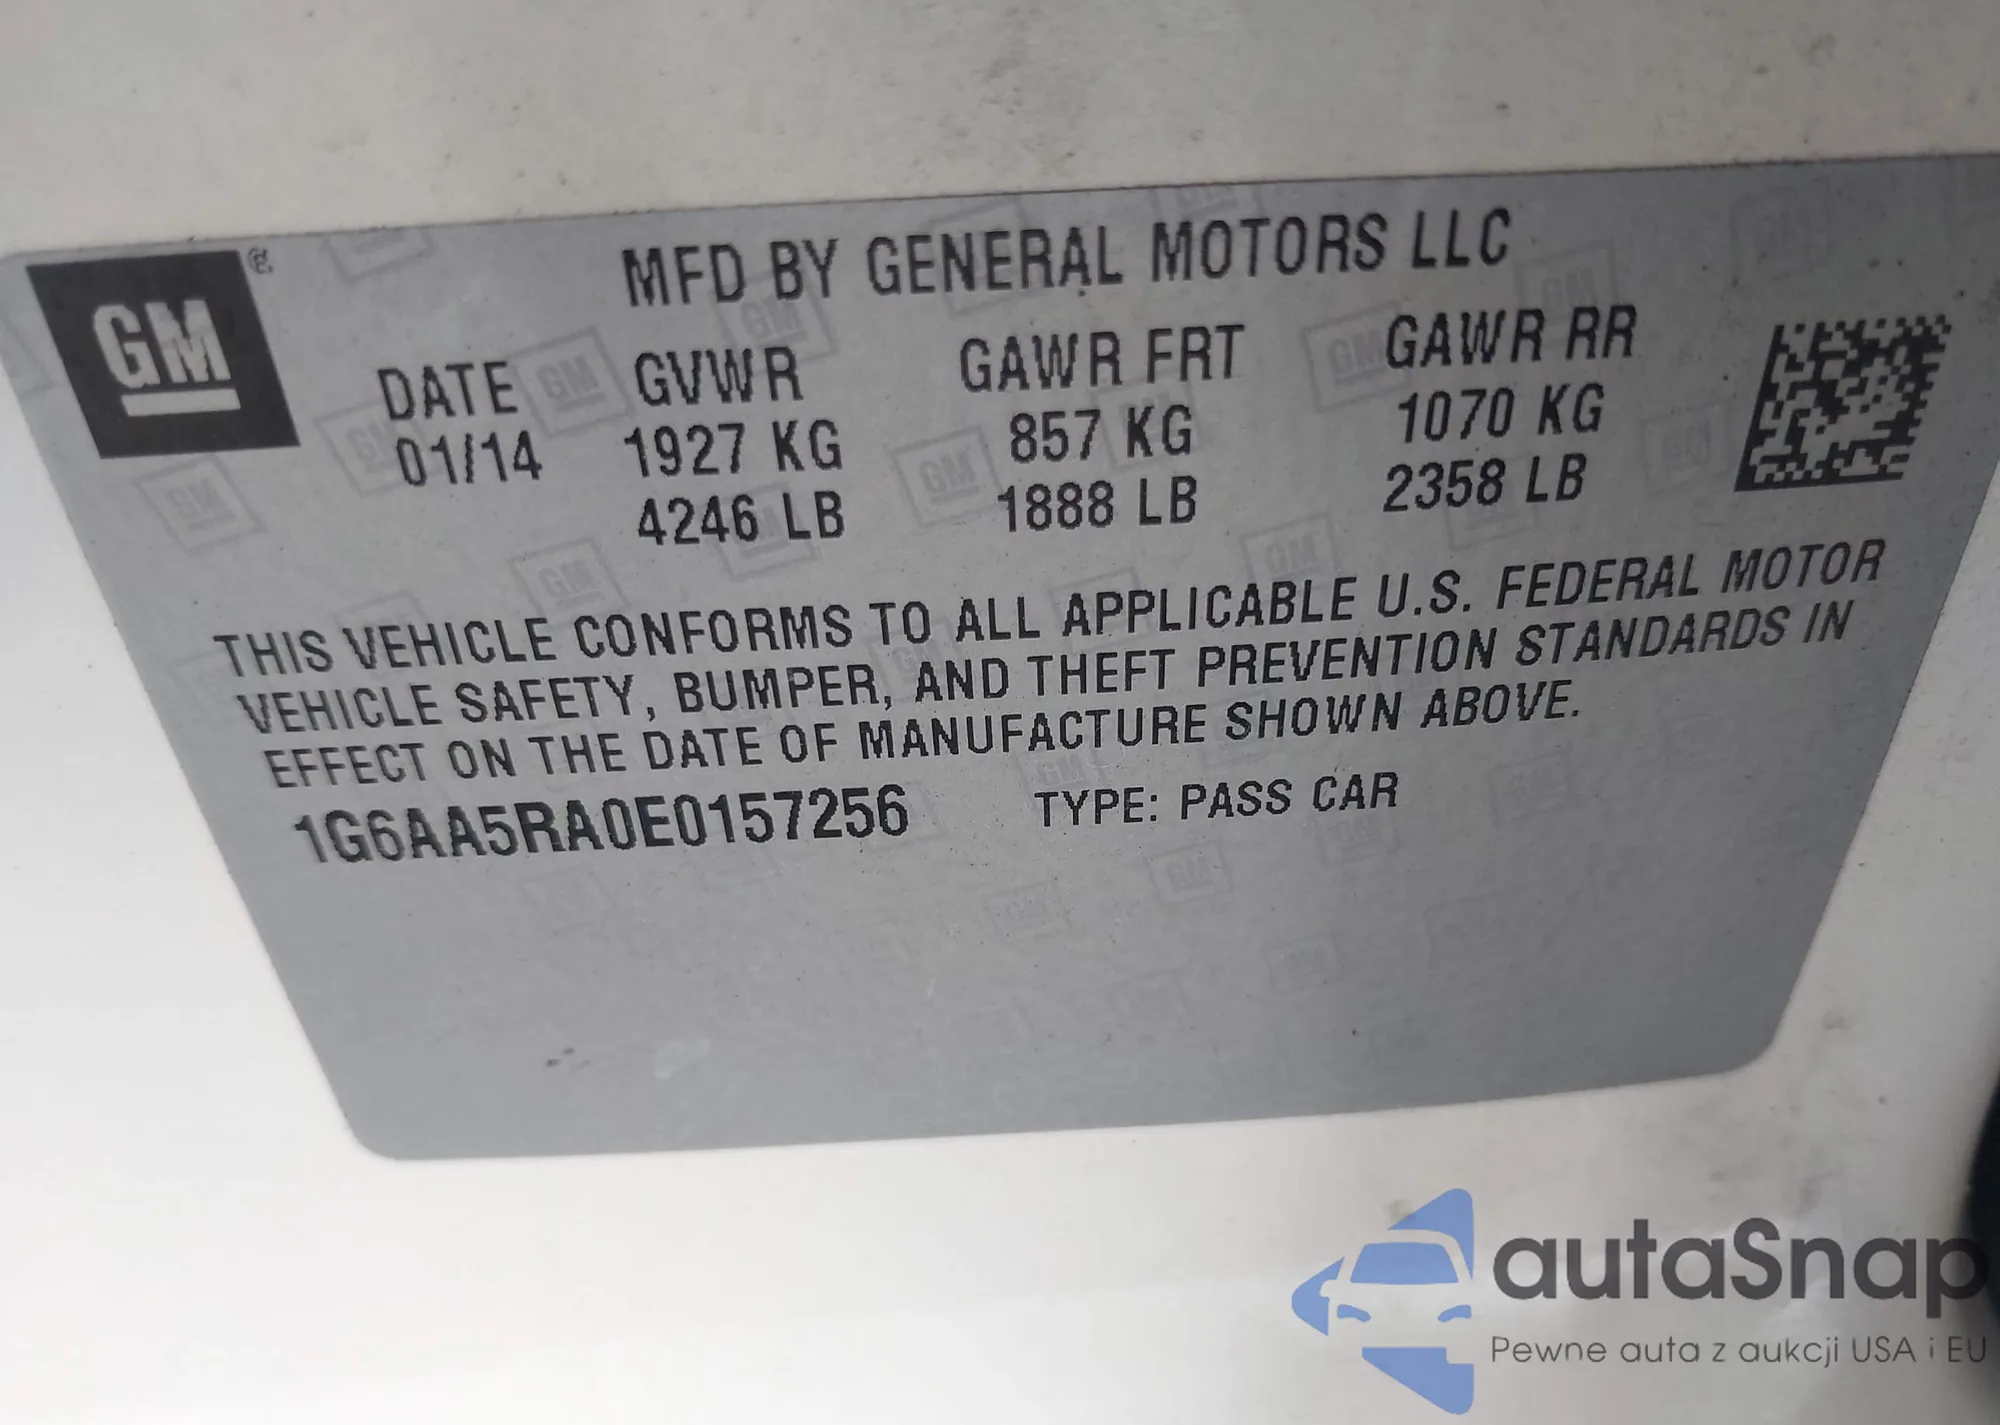 GM
MFD BY GENERAL MOTORS LLC
DATE GVWR GAWR FRT GAWR RR
01/14 1927 KG 857 KG 1070 KG
4246 LB 1888 LB 2358 LB
THIS VEHICLE CONFORMS TO ALL APPLICABLE U.S. FEDERAL MOTOR
VEHICLE SAFETY, BUMPER, AND THEFT PREVENTION STANDARDS IN
EFFECT ON THE DATE OF MANUFACTURE SHOWN ABOVE.
1G6AA5RA0E0157256 TYPE: PASS CAR
autaSnap
Pewne auta z aukcji USA i EU